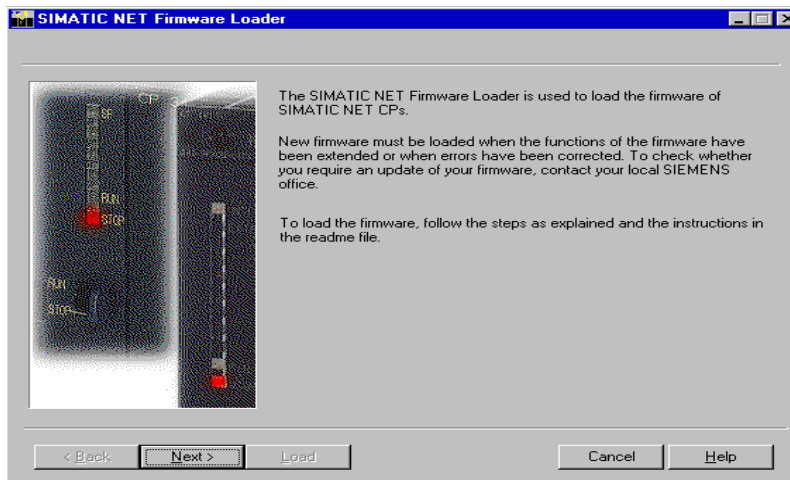 SIMATIC NET Firmware Loader
The SIMATIC NET Firmware Loader is used to load the firmware of
SIMATIC NET CPs.
New firmware must be loaded when the functions of the firmware have
been extended or when errors have been corrected. To check whether
you require an update of your firmware, contact your local SIEMENS
office.
To load the firmware, follow the steps as explained and the instructions in
the readme file.
CP
SF
RUN
STOP
RUN
STOP
< Back
Next >
Load
Cancel
Help